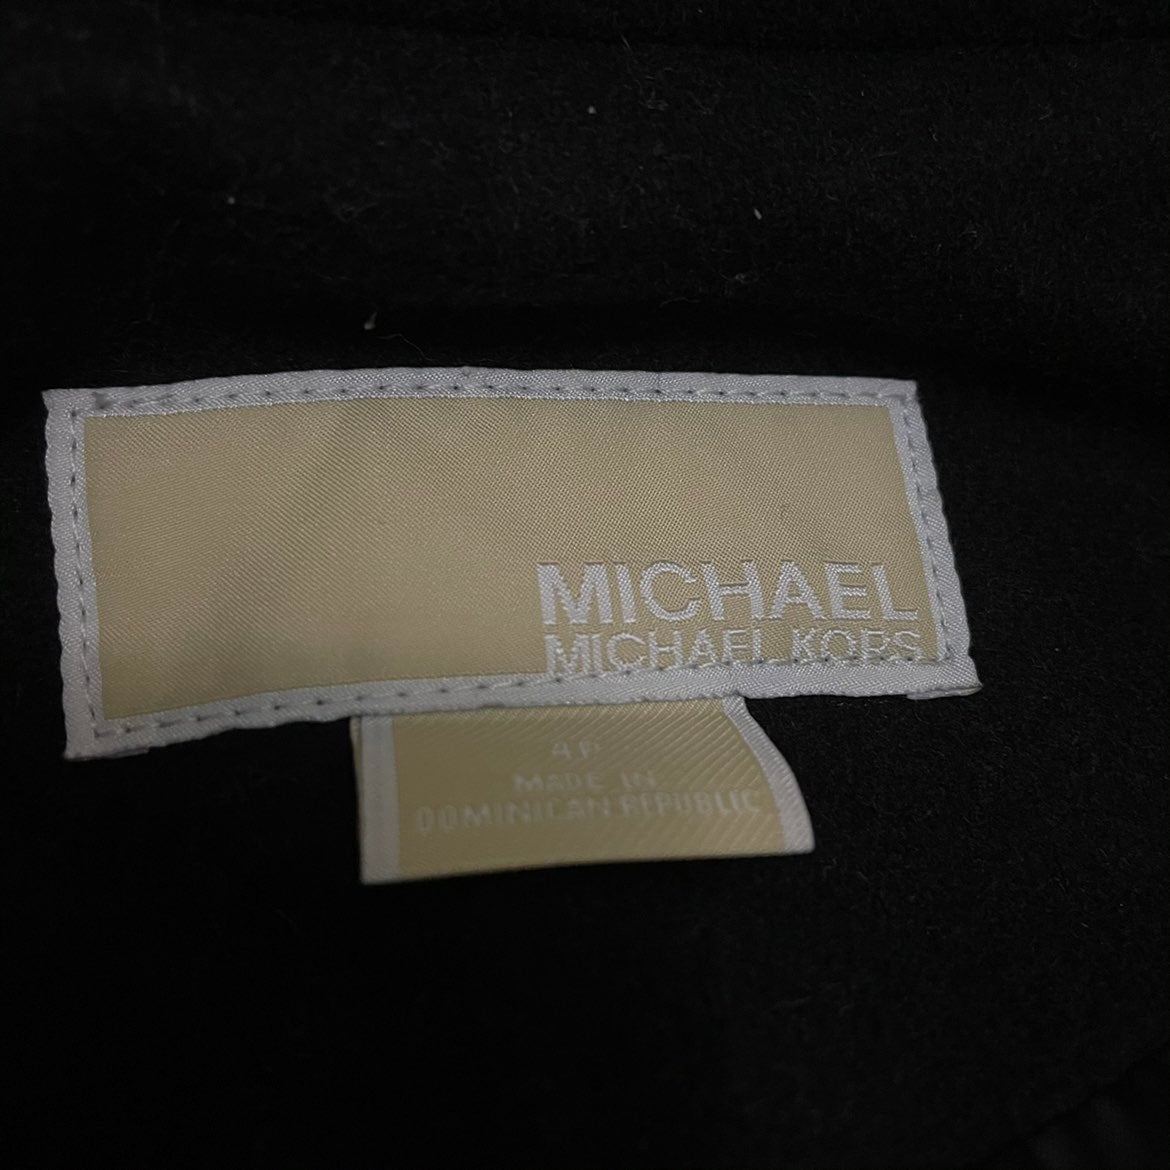 MICHAEL
MICHAEL KORS
4P
MADE IN
DOMINICAN REPUBLIC